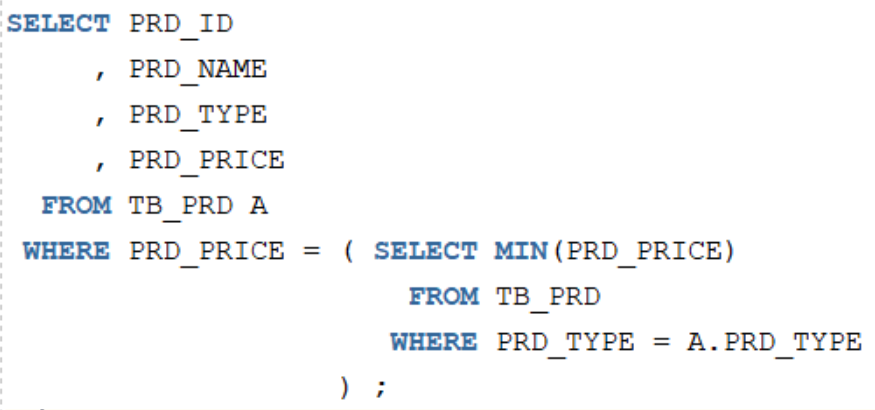 SELECT PRD_ID
, PRD_NAME
, PRD_TYPE
, PRD_PRICE
FROM TB_PRD A
WHERE PRD_PRICE = ( SELECT MIN(PRD_PRICE)
FROM TB_PRD
WHERE PRD_TYPE = A.PRD_TYPE
) ;